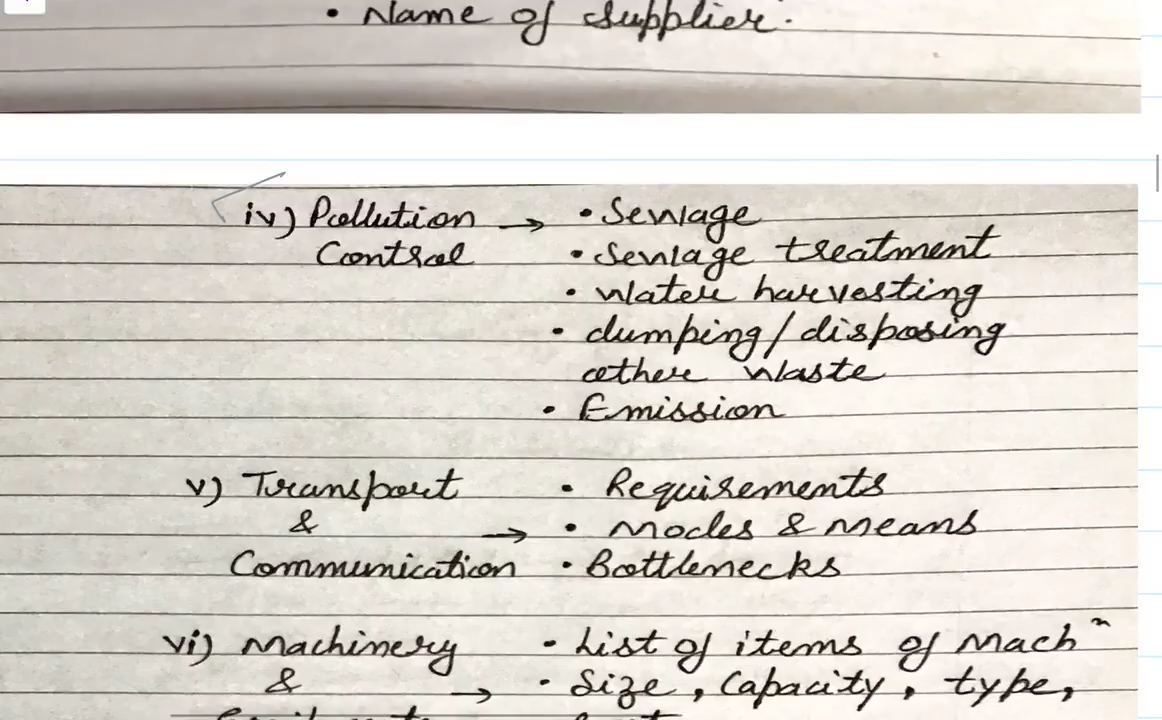 • Name of supplier.
iv) Pollution → • Sewage
Control • Sewage treatment
• Water harvesting
• dumping/disposing
other waste
• Emission
v) Transport • Requirements
& → • Modes & means
Communication • Bottlenecks
vi) Machinery • List of items of Machⁿ
& → • Size, Capacity, type,